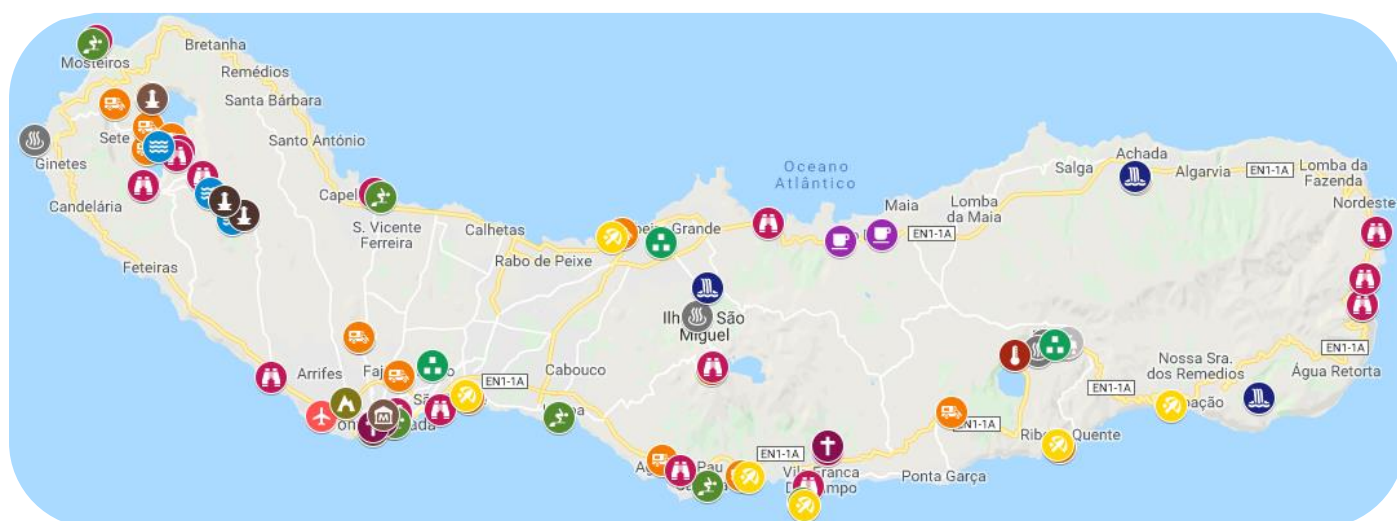 Bretanha
Mosteiros
Remédios
Santa Bárbara
Sete
Santo António
Ginetes
Candelária
Capel
S. Vicente
Ferreira
Calhetas
Feteiras
Rabo de Peixe
Grande
Oceano
Atlântico
Maia
Lomba
da Maia
EN1-1A
Salga
Achada
Algarvia
EN1-1A
Lomba da
Fazenda
Nordeste
São
Miguel
Arrifes
EN1-1A
Cabouco
Nossa Sra.
dos Remedios
EN1-1A
EN1-1A
Água Retorta
EN1-1A
Quente
EN1-1A
Pau
Vila Franca
Ponta Garça